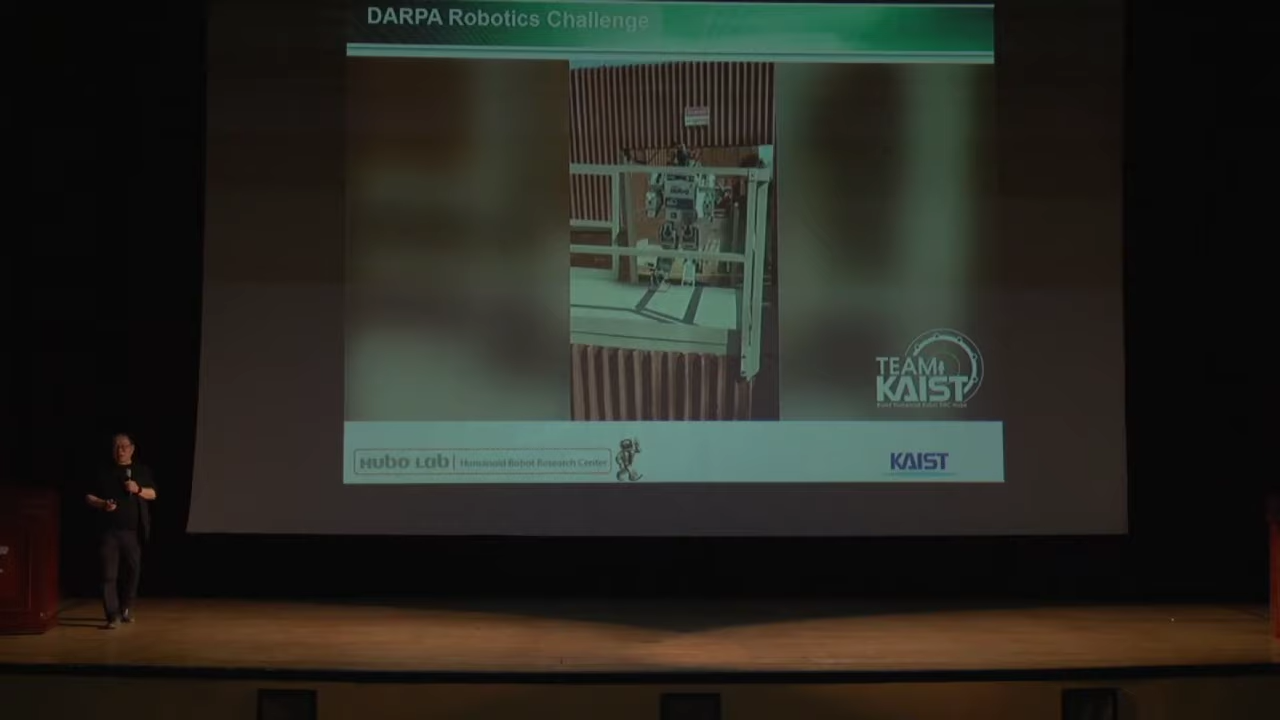 DARPA Robotics Challenge
TEAM
KAIST
HUBO LAB
Humanoid Robot Research Center
KAIST